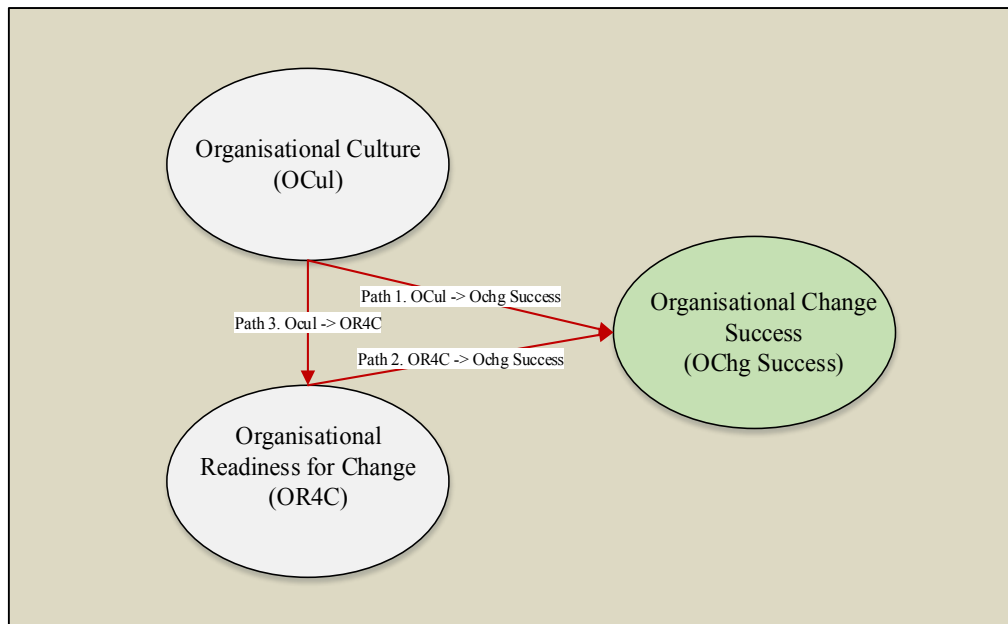 Organisational Culture
(OCul)
Path 1. OCul -> Ochg Success
Path 3. Ocul -> OR4C
Path 2. OR4C -> Ochg Success
Organisational Change
Success
(OChg Success)
Organisational
Readiness for Change
(OR4C)